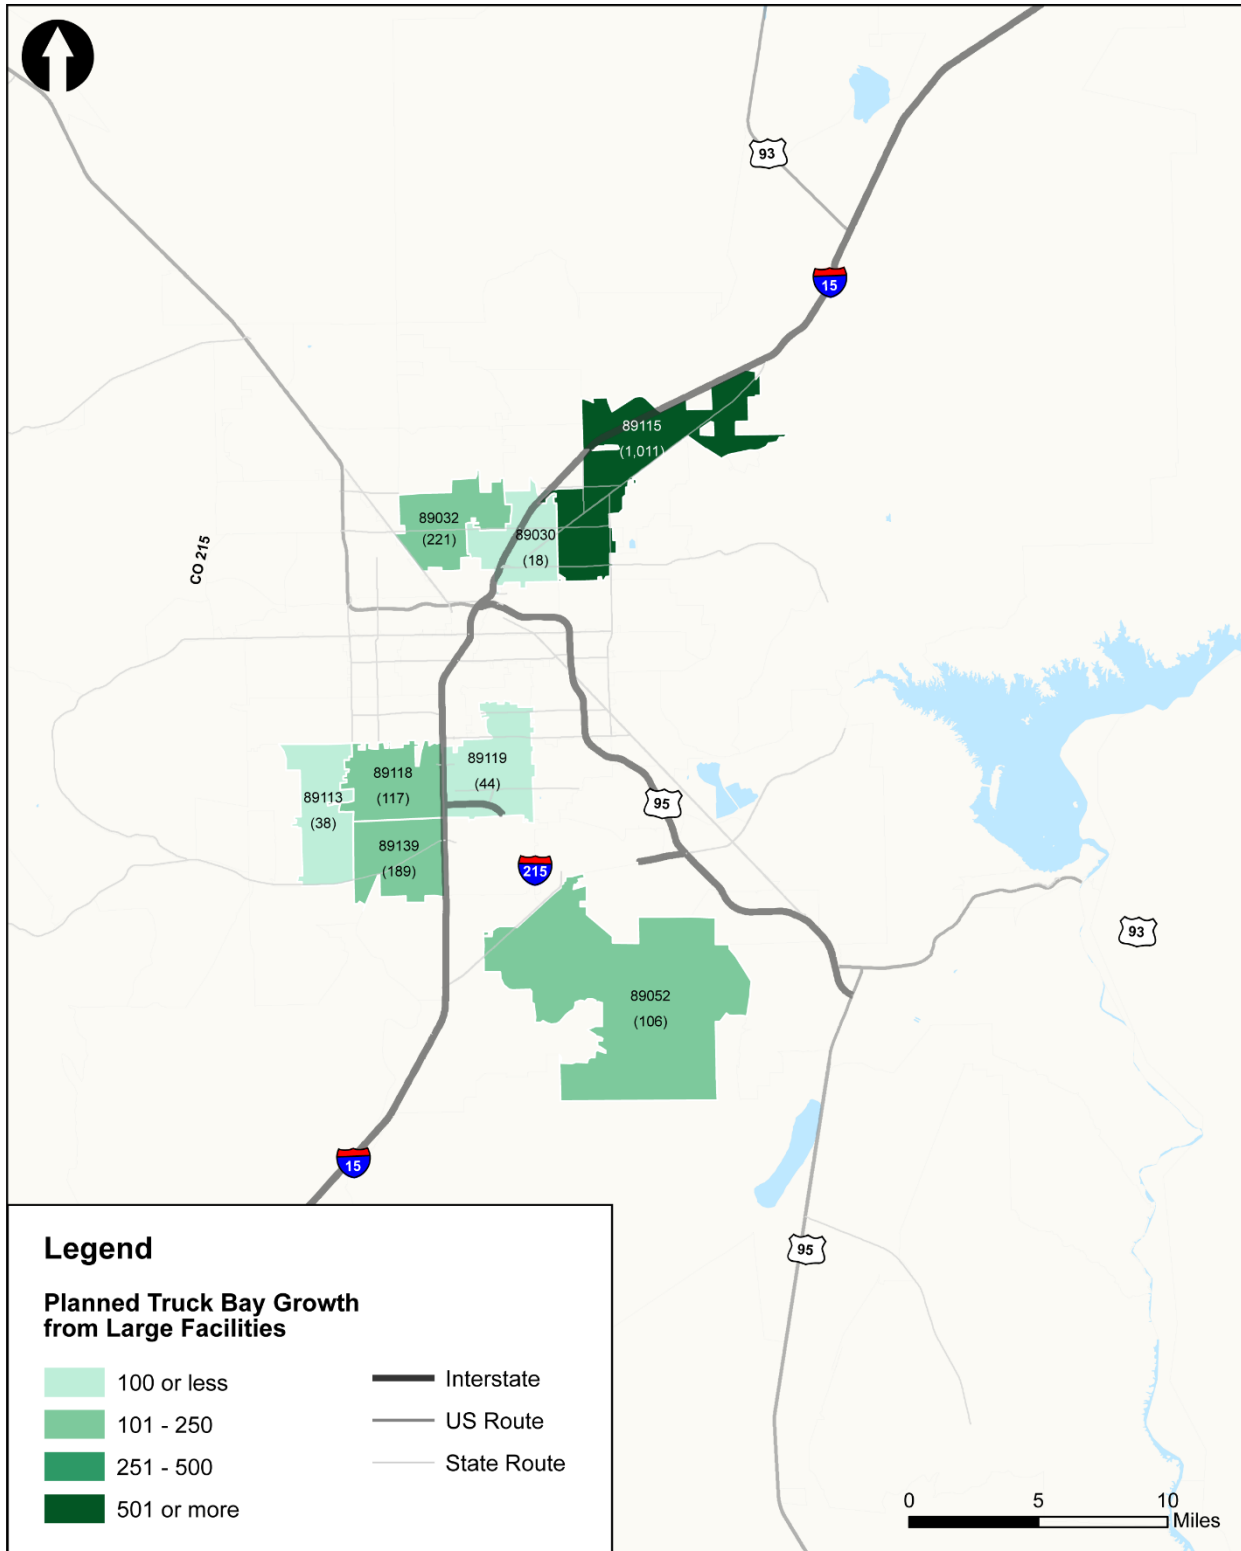 93
15
89115
(1,011)
89032
(221)
89030
(18)
CO 215
89119
(44)
89118
(117)
89113
(38)
95
89139
(189)
215
93
89052
(106)
15
95
Legend
Planned Truck Bay Growth
from Large Facilities
100 or less
101 - 250
251 - 500
501 or more
Interstate
US Route
State Route
0 5 10
Miles